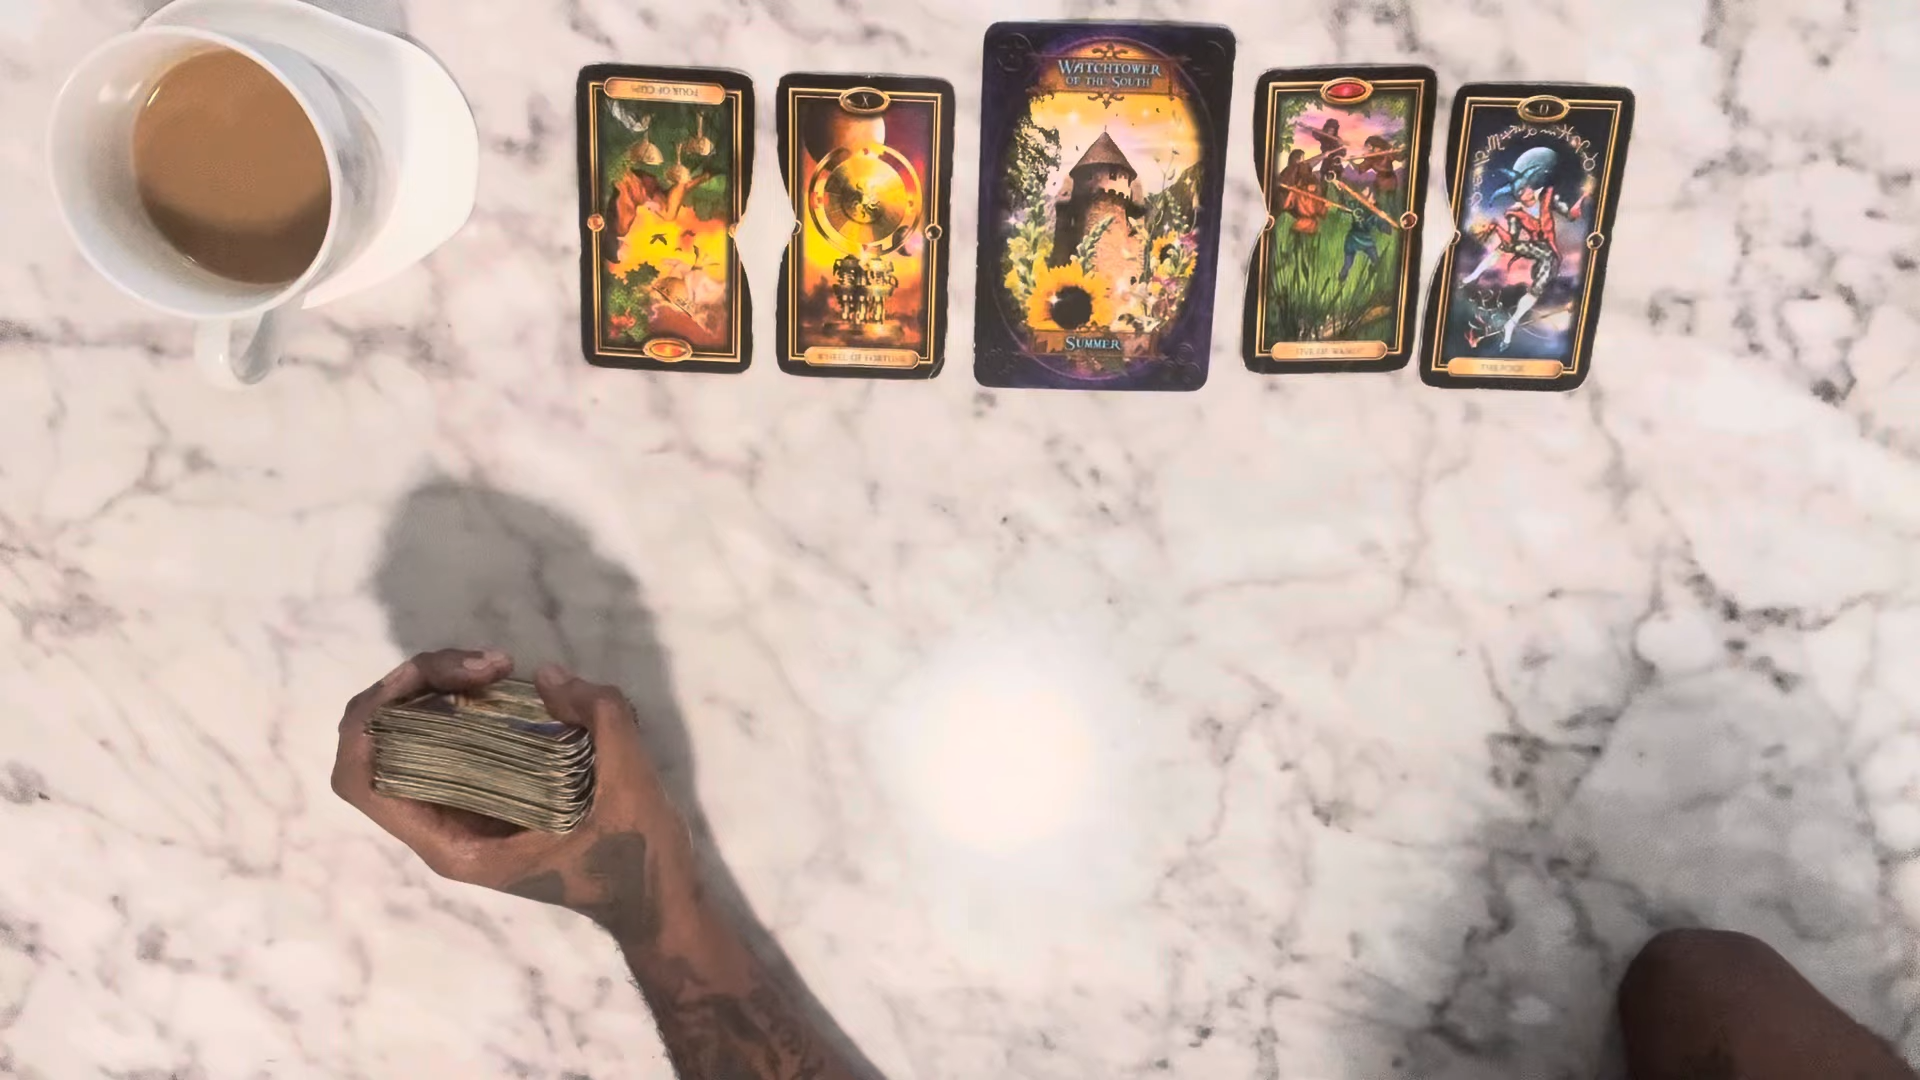 FOUR OF CUPS
X
WHEEL OF FORTUNE
WATCHTOWER
OF THE SOUTH
SUMMER
FIVE OF WANDS
0
THE FOOL